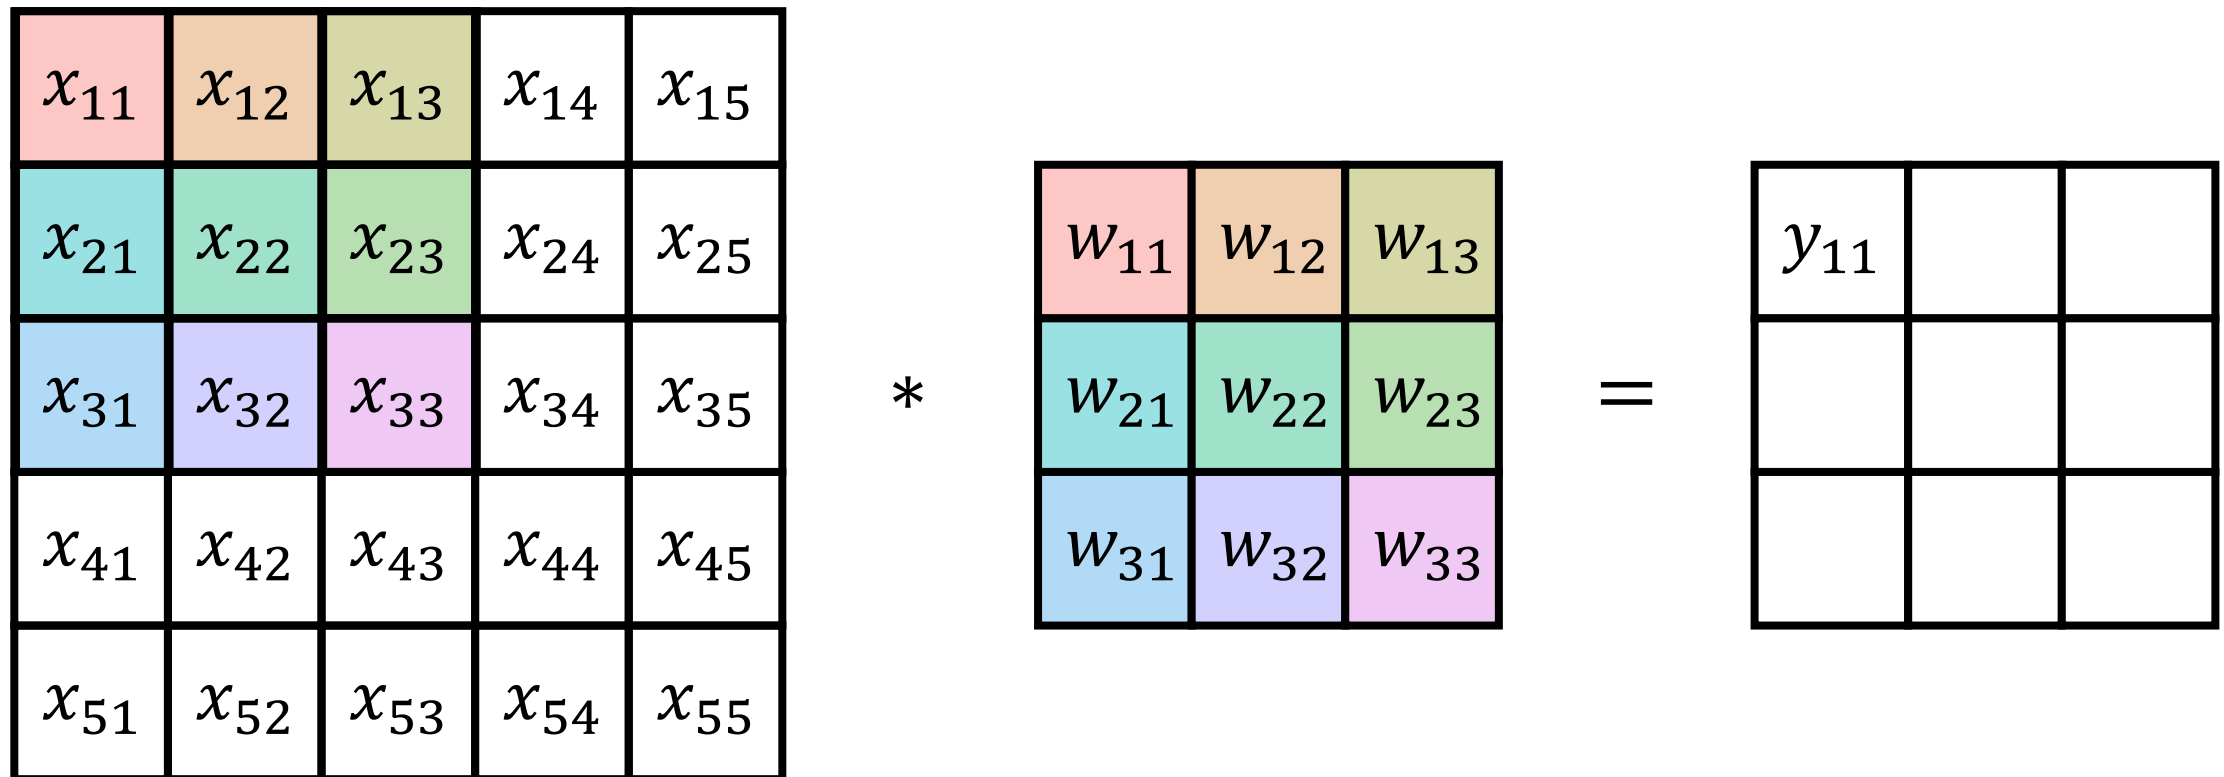 x₁₁ x₁₂ x₁₃ x₁₄ x₁₅
x₂₁ x₂₂ x₂₃ x₂₄ x₂₅
x₃₁ x₃₂ x₃₃ x₃₄ x₃₅
x₄₁ x₄₂ x₄₃ x₄₄ x₄₅
x₅₁ x₅₂ x₅₃ x₅₄ x₅₅
*
w₁₁ w₁₂ w₁₃
w₂₁ w₂₂ w₂₃
w₃₁ w₃₂ w₃₃
=
y₁₁